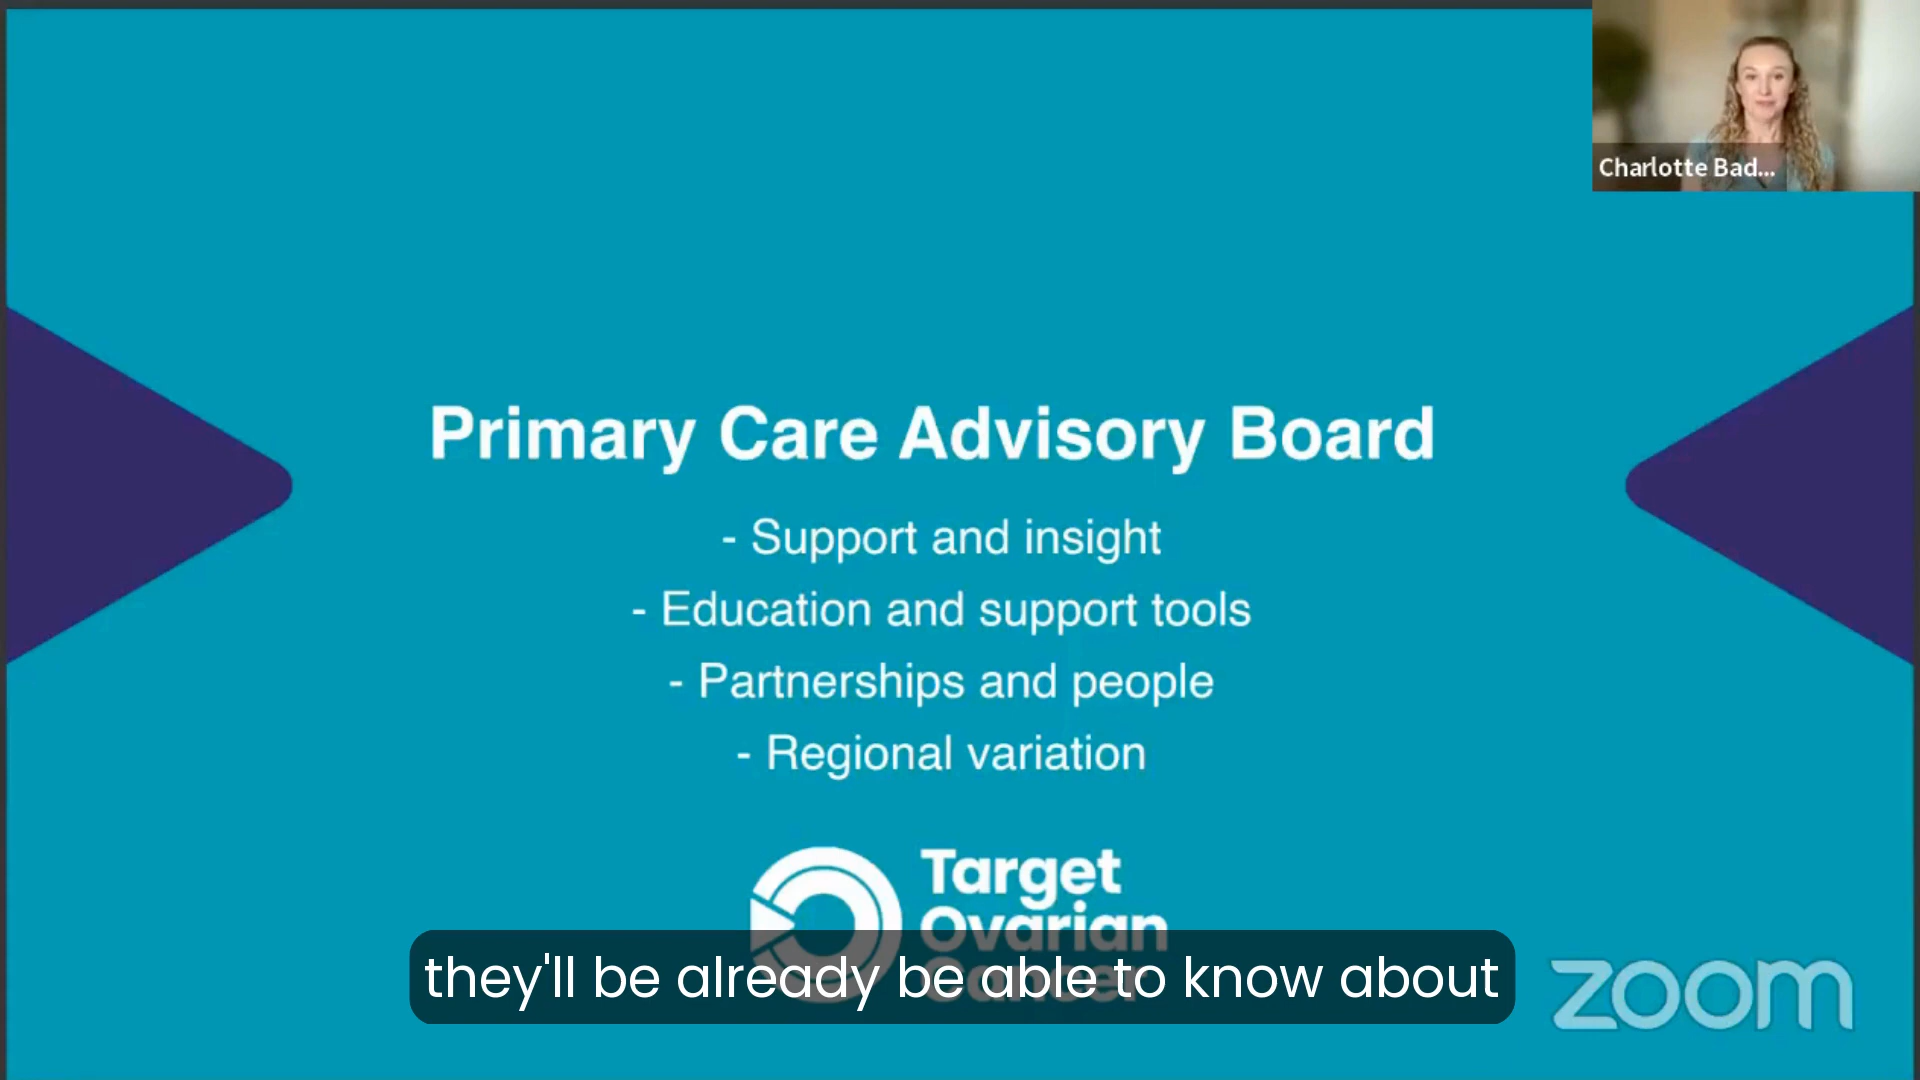 Charlotte Bad...
Primary Care Advisory Board
- Support and insight
- Education and support tools
- Partnerships and people
- Regional variation
Target
Ovarian
Cancer
they'll be already be able to know about
zoom